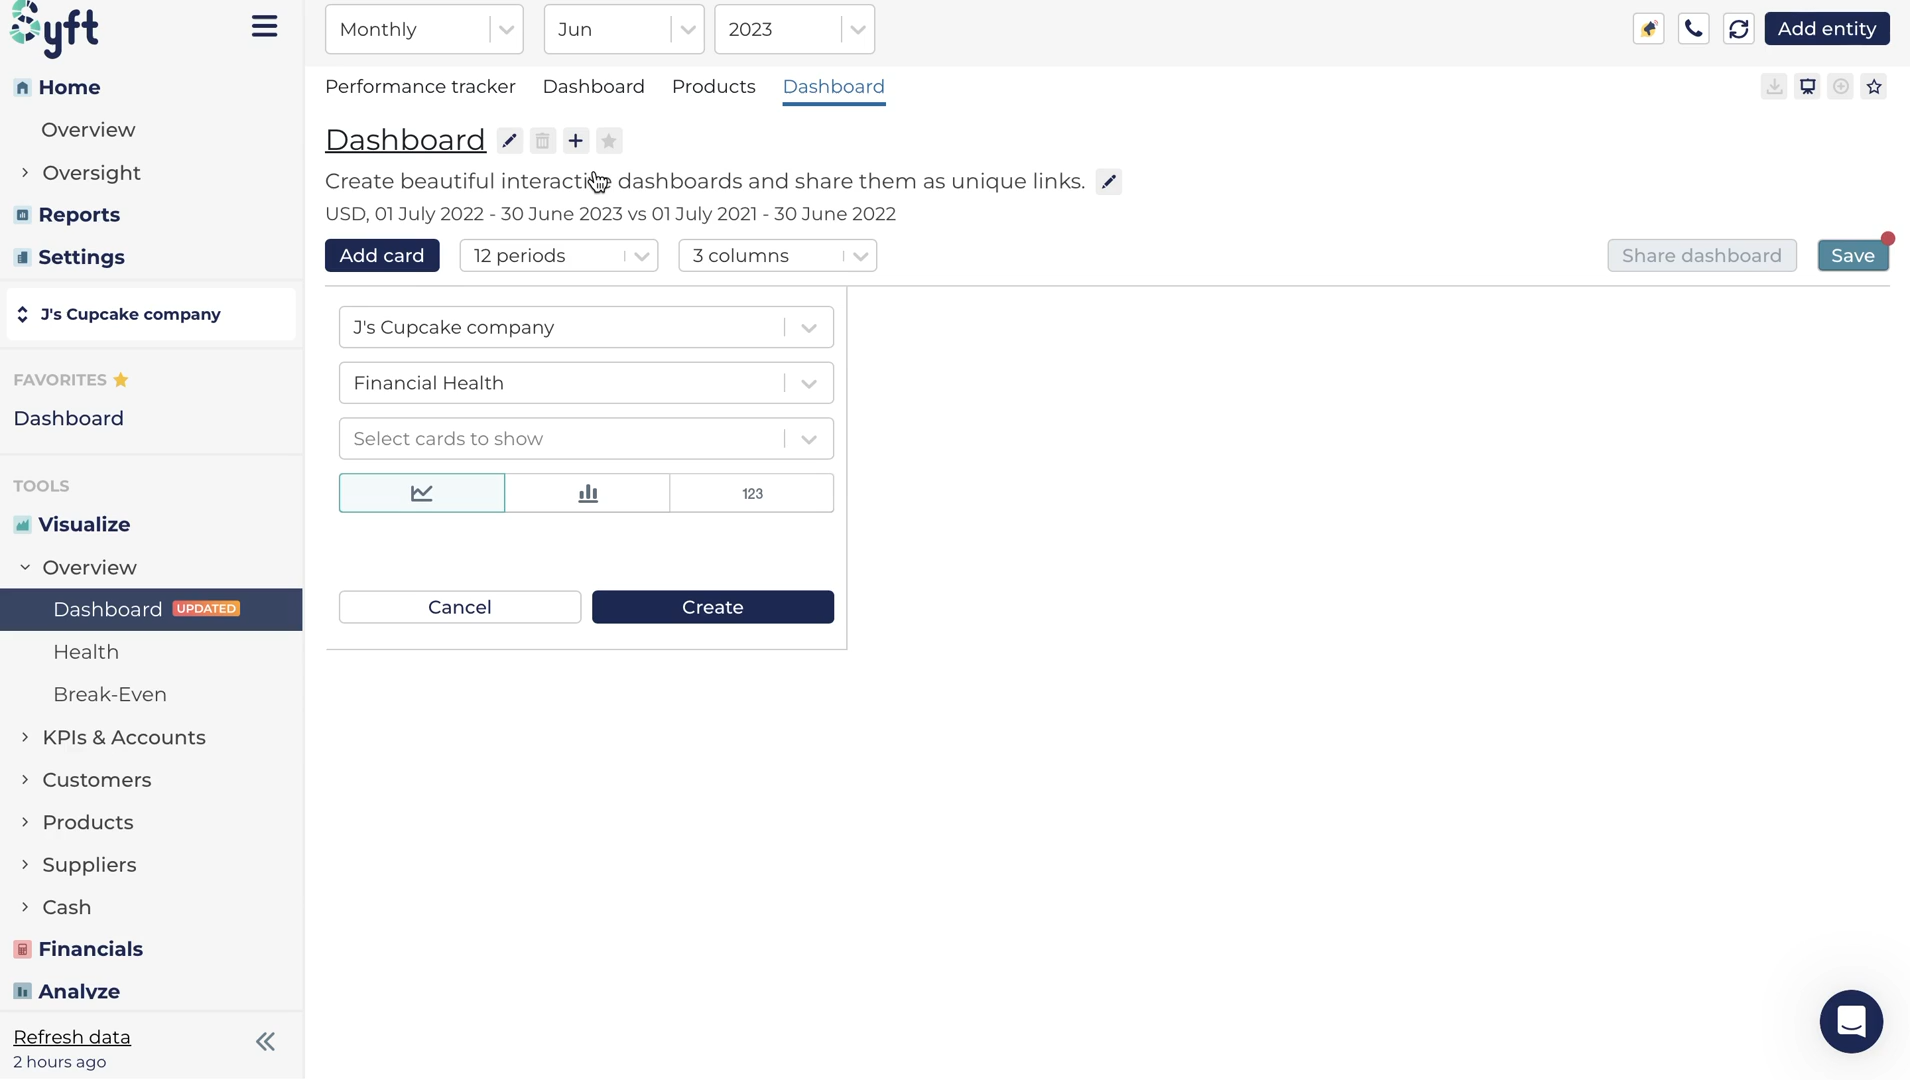 Syft
Monthly
Jun
2023
Add entity
Home
Overview
Oversight
Reports
Settings
J's Cupcake company
FAVORITES
Dashboard
TOOLS
Visualize
Overview
Dashboard UPDATED
Health
Break-Even
KPIs & Accounts
Customers
Products
Suppliers
Cash
Financials
Analyze
Refresh data
2 hours ago
Performance tracker
Dashboard
Products
Dashboard
Dashboard
Create beautiful interactive dashboards and share them as unique links.
USD, 01 July 2022 - 30 June 2023 vs 01 July 2021 - 30 June 2022
Add card
12 periods
3 columns
Share dashboard
Save
J's Cupcake company
Financial Health
Select cards to show
123
Cancel
Create